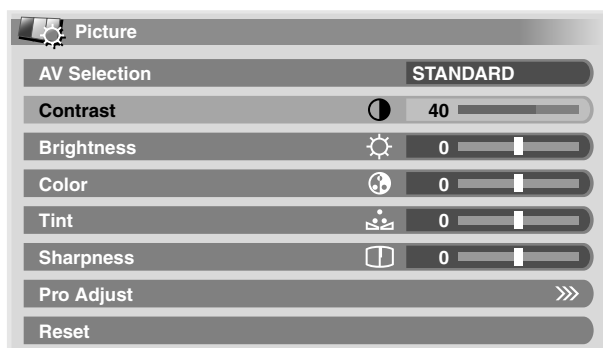 Picture
AV Selection STANDARD
Contrast 40
Brightness 0
Color 0
Tint 0
Sharpness 0
Pro Adjust
Reset